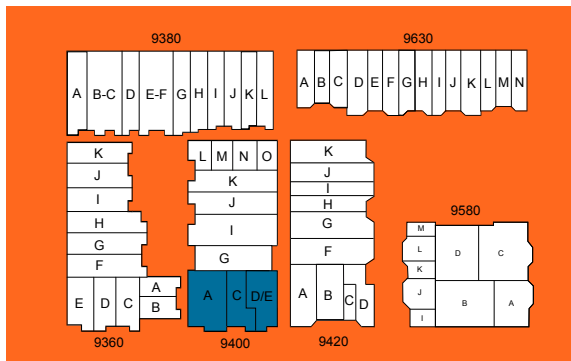 9380 9630
A B-C D E-F G H I J K L
A B C D E F G H I J K L M N
K
J
I
H
G
F
E D C A
B
9360
L M N O
K
J
I
G
A C D/E
9400
K
J
I
H
G
F
A B C D
9420
9580
M
L
K
J
I
D C
B A